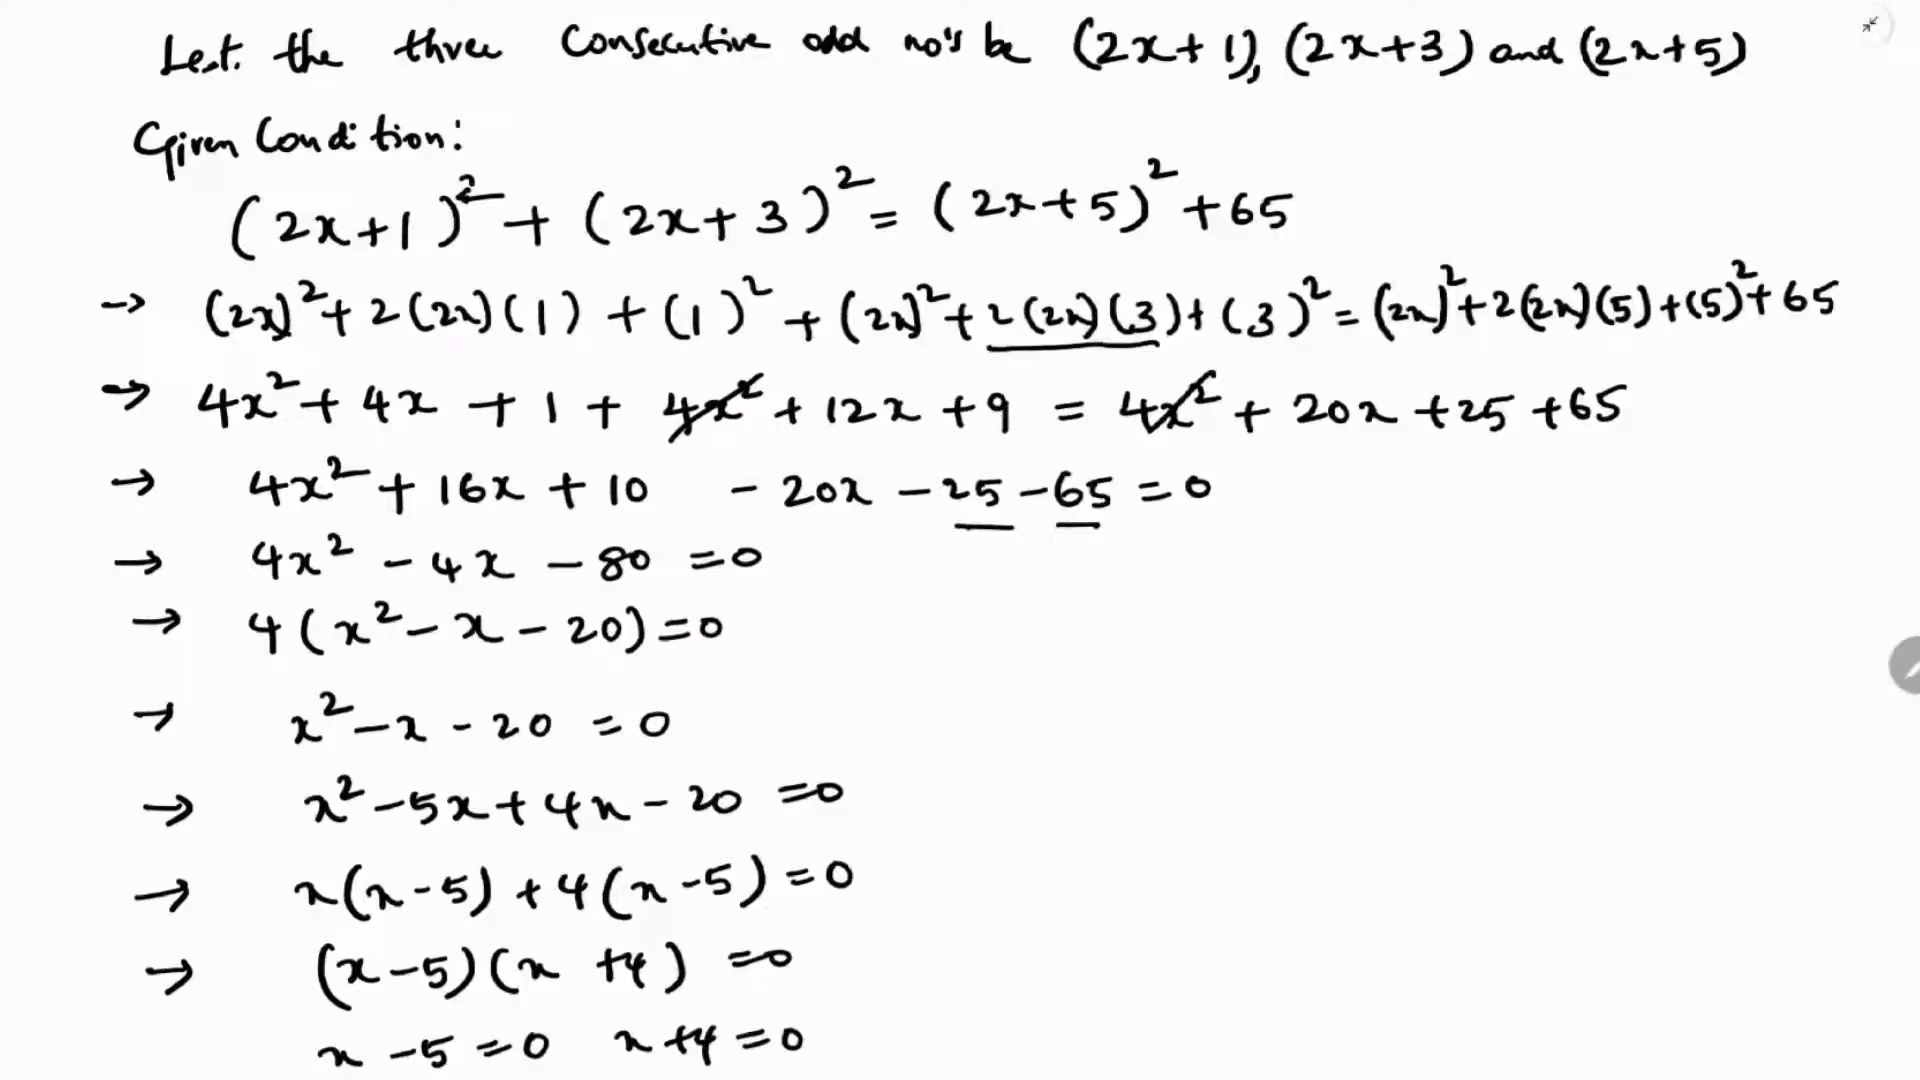 Let. the three Consecutive odd no's be (2x+1), (2x+3) and (2x+5)
Given Condition:
(2x+1)² + (2x+3)² = (2x+5)² +65
→ (2x)² + 2(2x)(1) + (1)² + (2x)² + 2(2x)(3) + (3)² = (2x)² + 2(2x)(5) + (5)² + 65
→ 4x² + 4x + 1 + 4x² + 12x + 9 = 4x² + 20x + 25 + 65
→ 4x² + 16x + 10 - 20x - 25 - 65 = 0
→ 4x² - 4x - 80 = 0
→ 4(x² - x - 20) = 0
→ x² - x - 20 = 0
→ x² - 5x + 4x - 20 = 0
→ x(x-5) + 4(x-5) = 0
→ (x-5)(x+4) = 0
x - 5 = 0 x + 4 = 0